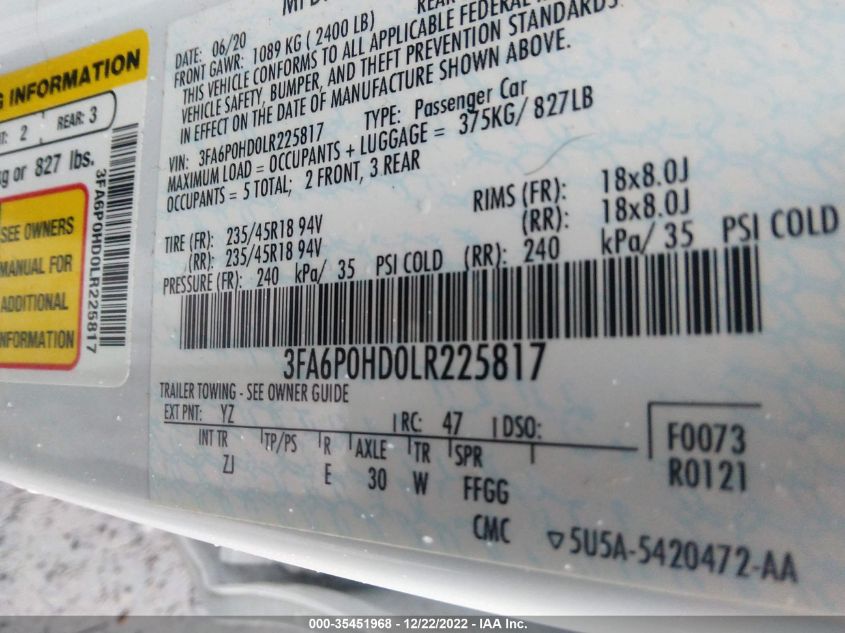 DATE: 06/20
FRONT GAWR: 1089 KG ( 2400 LB)
THIS VEHICLE CONFORMS TO ALL APPLICABLE FEDERAL
VEHICLE SAFETY, BUMPER, AND THEFT PREVENTION STANDARDS
IN EFFECT ON THE DATE OF MANUFACTURE SHOWN ABOVE.
VIN: 3FA6P0HD0LR225817 TYPE: Passenger Car
MAXIMUM LOAD = OCCUPANTS + LUGGAGE = 375KG/ 827LB
OCCUPANTS = 5 TOTAL; 2 FRONT, 3 REAR
RIMS (FR): 18x8.0J
TIRE (FR): 235/45R18 94V (RR): 18x8.0J
(RR): 235/45R18 94V
PRESSURE (FR): 240 kPa/ 35 PSI COLD (RR): 240 kPa/ 35 PSI COLD
3FA6P0HD0LR225817
TRAILER TOWING - SEE OWNER GUIDE
EXT PNT: YZ RC: 47 DSO:
INT TR TP/PS R AXLE TR SPR
ZJ E 30 W FFGG
F0073
R0121
CMC
5U5A-5420472-AA
INFORMATION
2 REAR: 3
or 827 lbs.
SEE OWNERS
MANUAL FOR
ADDITIONAL
INFORMATION
3FA6P0HD0LR225817
000-35451968 - 12/22/2022 - IAA Inc.